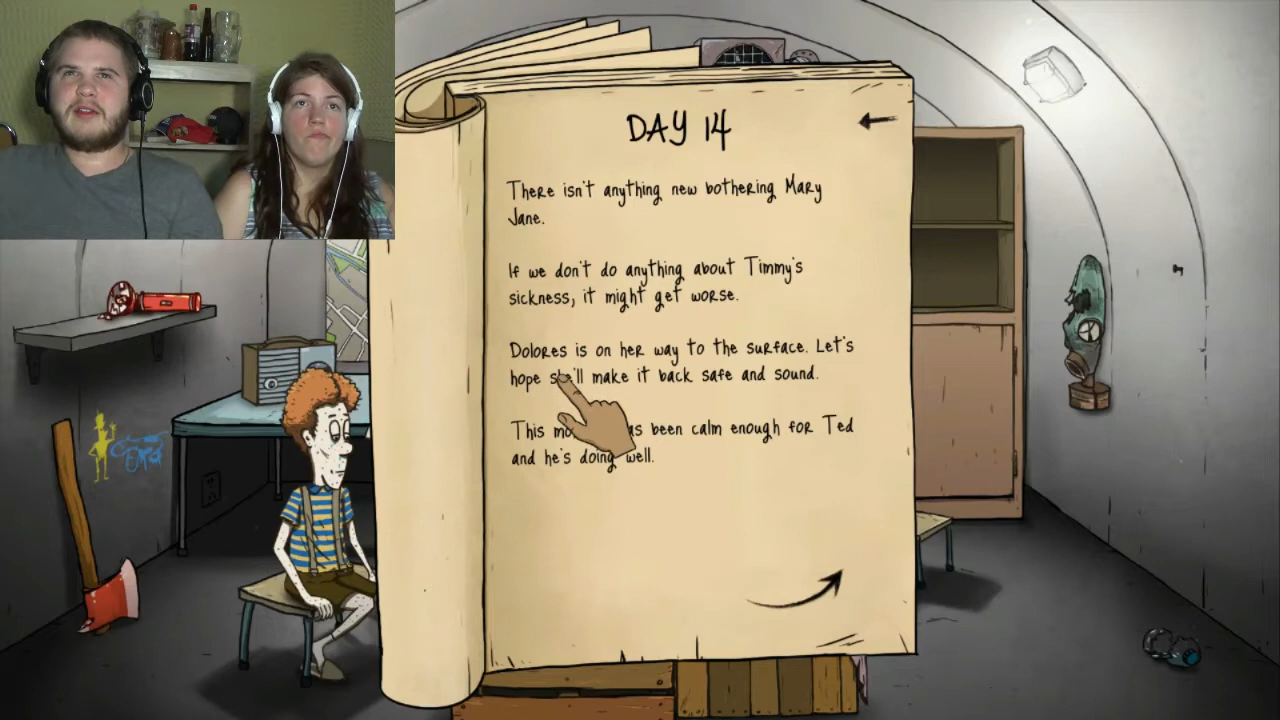 DAY 14
There isn't anything new bothering Mary
Jane.
If we don't do anything about Timmy's
sickness, it might get worse.
Dolores is on her way to the surface. Let's
hope she'll make it back safe and sound.
This has been calm enough for Ted
and he's doing well.